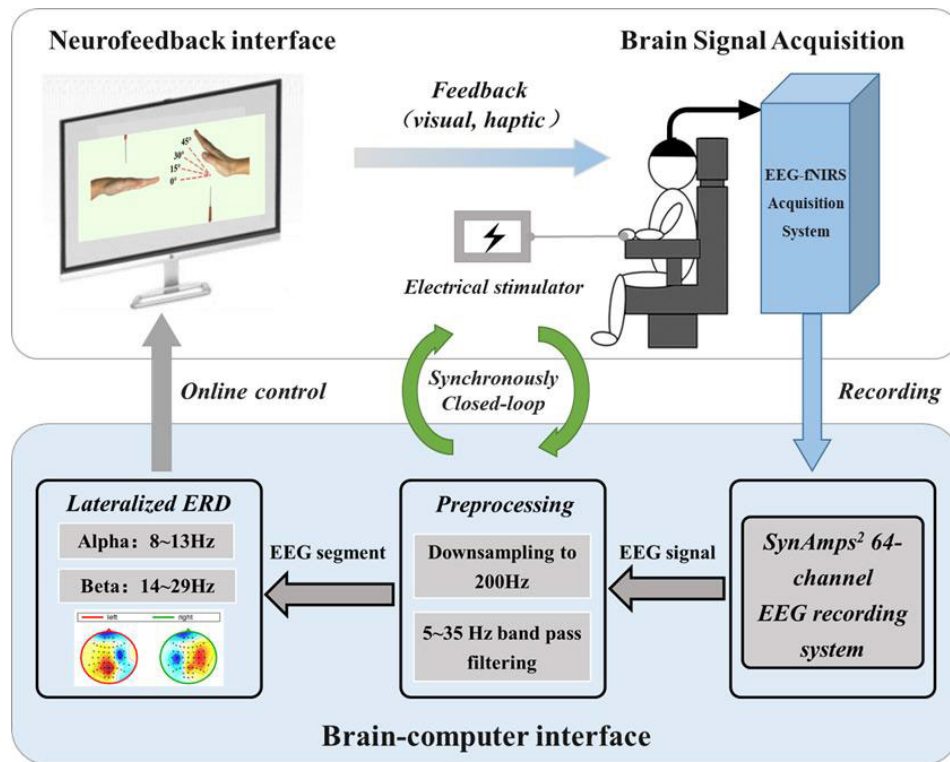 Neurofeedback interface
Brain Signal Acquisition
Feedback
（visual, haptic）
45°
30°
15°
0°
EEG-fNIRS
Acquisition
System
Electrical stimulator
Synchronously
Closed-loop
Online control
Recording
Lateralized ERD
Alpha：8~13Hz
Beta：14~29Hz
left
right
EEG segment
Preprocessing
Downsampling to
200Hz
5~35 Hz band pass
filtering
EEG signal
SynAmps² 64-
channel
EEG recording
system
Brain-computer interface